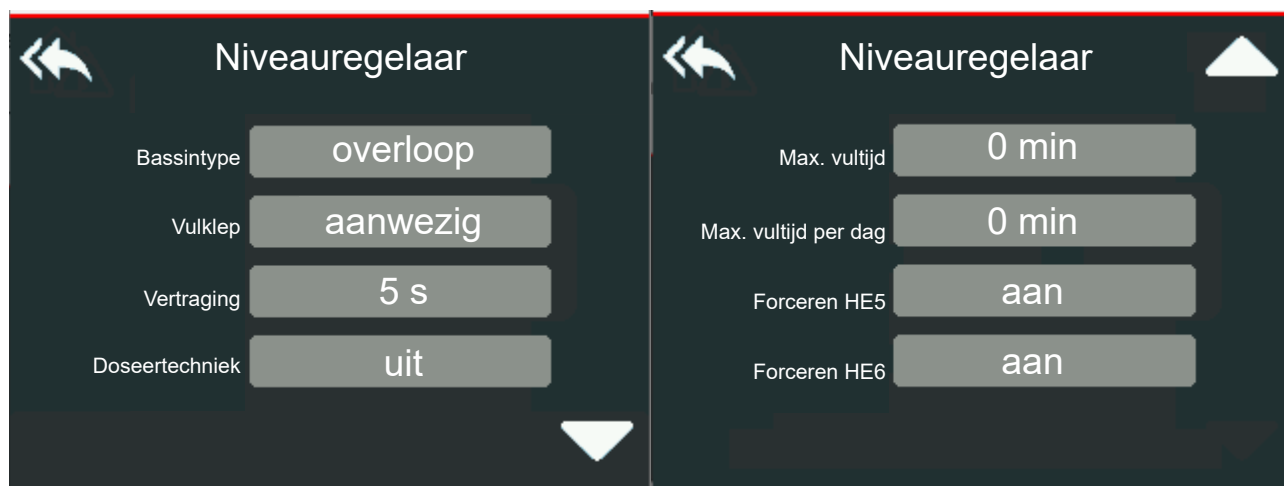 Niveauregelaar
Bassintype overloop
Vulklep aanwezig
Vertraging 5 s
Doseertechniek uit
Niveauregelaar
Max. vultijd 0 min
Max. vultijd per dag 0 min
Forceren HE5 aan
Forceren HE6 aan